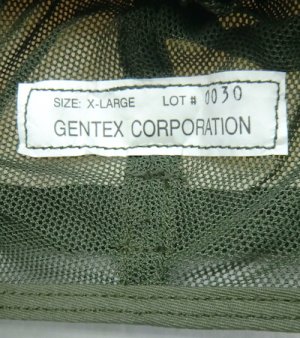 SIZE: X-LARGE LOT # 0030
GENTEX CORPORATION